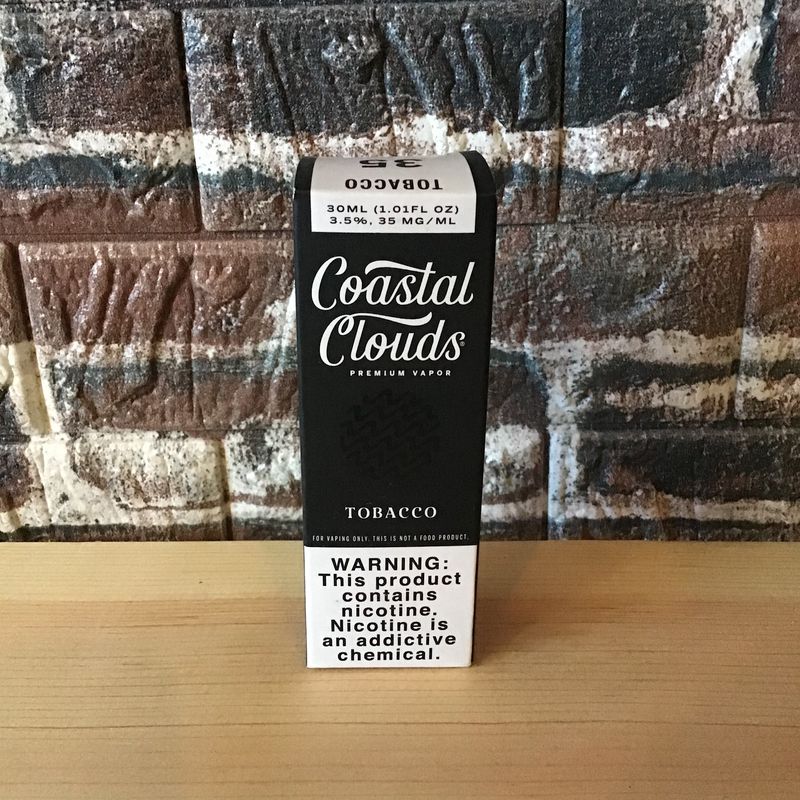 35
TOBACCO
30ML (1.01FL OZ)
3.5%, 35 MG/ML
Coastal
Clouds®
PREMIUM VAPOR
TOBACCO
FOR VAPING ONLY. THIS IS NOT A FOOD PRODUCT.
WARNING:
This product
contains
nicotine.
Nicotine is
an addictive
chemical.